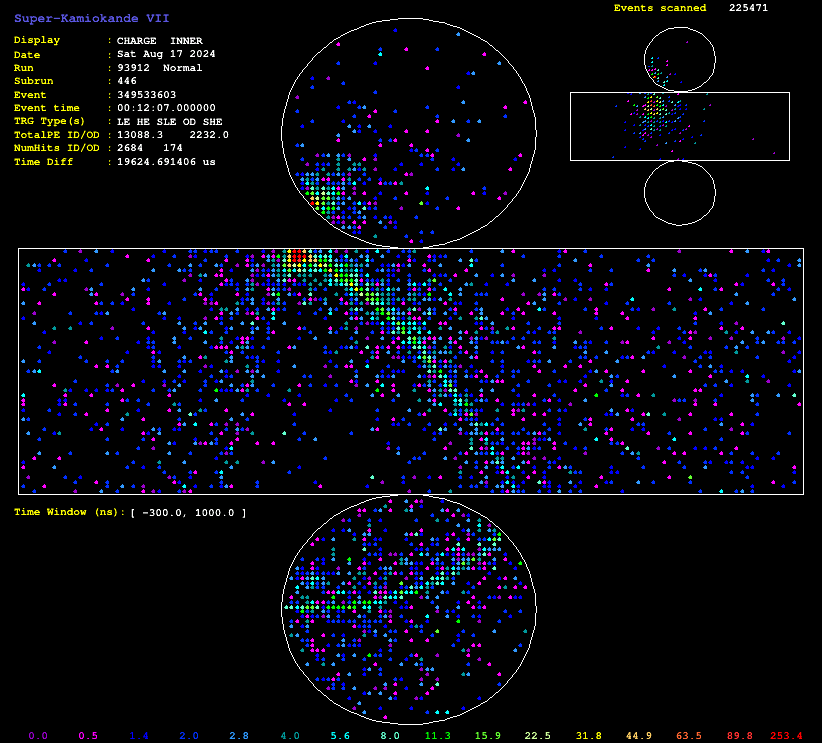 Events scanned 225471
Super-Kamiokande VII
Display : CHARGE INNER
Date : Sat Aug 17 2024
Run : 93912 Normal
Subrun : 446
Event : 349533603
Event time : 00:12:07.000000
TRG Type(s) : LE HE SLE OD SHE
TotalPE ID/OD : 13088.3 2232.0
NumHits ID/OD : 2684 174
Time Diff : 19624.691406 us
Time Window (ns): [ -300.0, 1000.0 ]
0.0 0.5 1.4 2.0 2.8 4.0 5.6 8.0 11.3 15.9 22.5 31.8 44.9 63.5 89.8 253.4